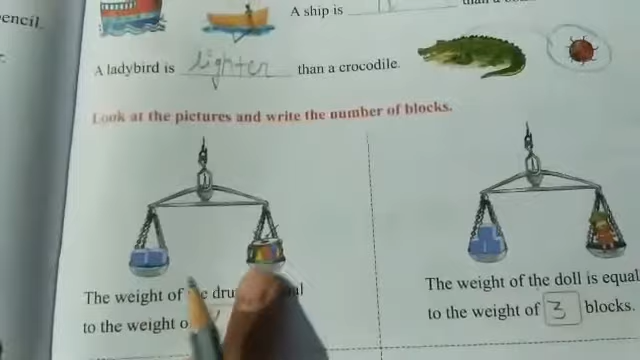 encil.
A ship is
A ladybird is lighter than a crocodile.
Look at the pictures and write the number of blocks.
The weight of
to the weight
The weight of the doll is equal
to the weight of 3 blocks.